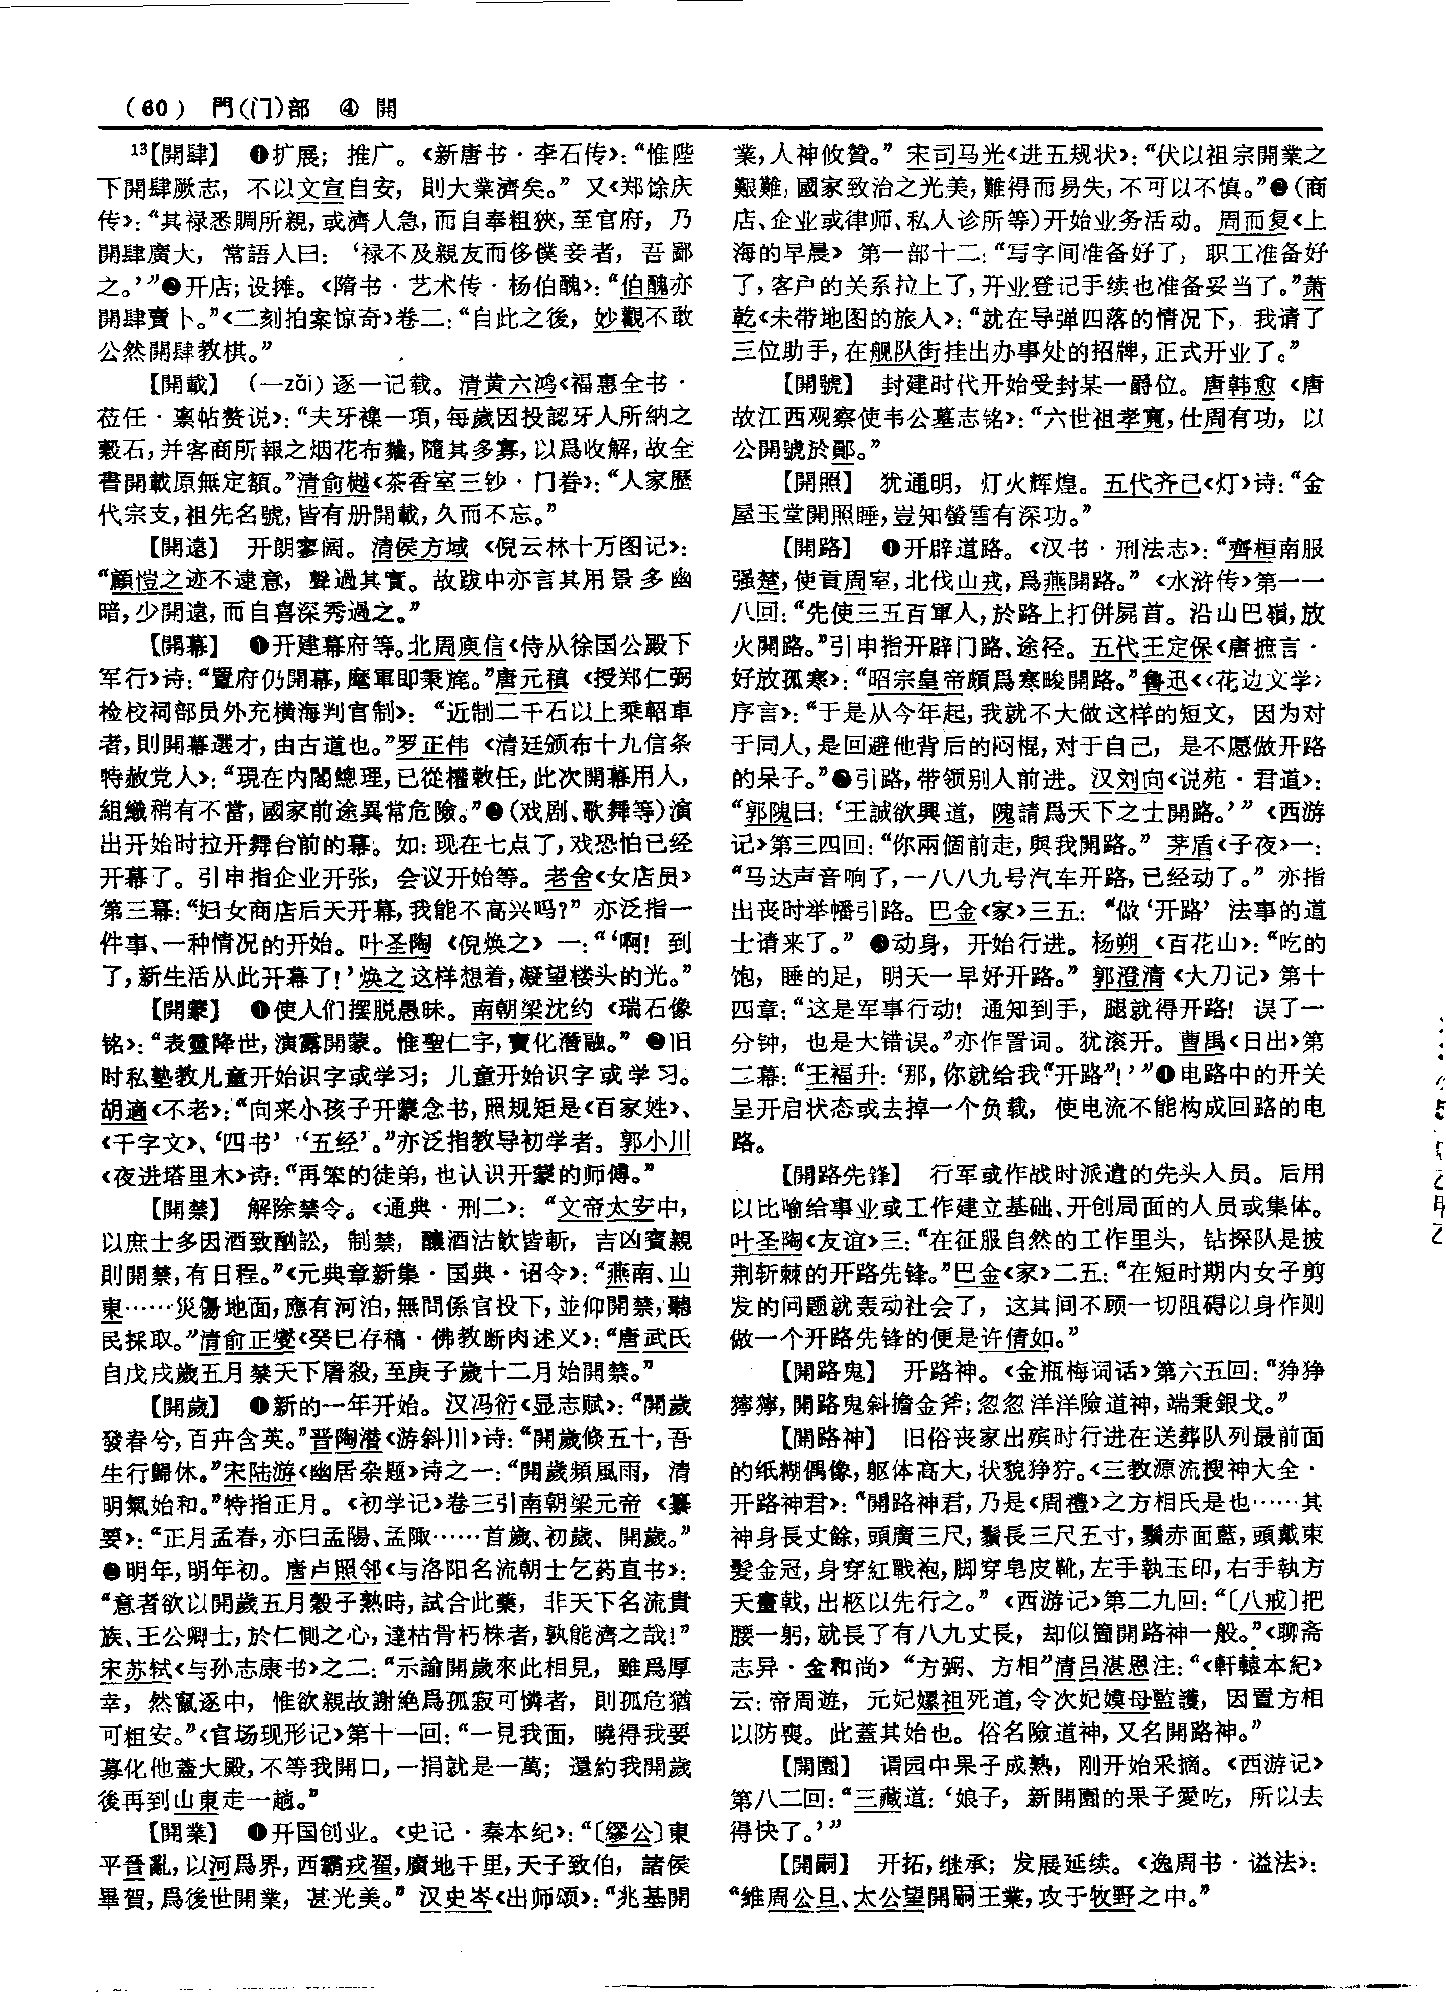 (60) 門(门)部 ④ 開
13【開肆】 ❶扩展；推广。《新唐书·李石传》：“惟陛
下開肆厥志，不以文宣自安，則大業濟矣。”又《郑馀庆
传》：“其禄悉賙所親，或濟人急，而自奉粗狹，至官府，乃
開肆廣大，常語人曰：‘禄不及親友而侈僕妾者，吾鄙
之。’”❷开店；设摊。《隋书·艺术传·杨伯醜》：“伯醜亦
開肆賣卜。”《二刻拍案惊奇》卷二：“自此之後，妙觀不敢
公然開肆教棋。”
【開載】 （一zǎi）逐一记载。清黄六鸿《福惠全书·
莅任·禀帖赘说》：“夫牙襍一項，每歲因投認牙人所納之
穀石，并客商所報之烟花布雜，隨其多寡，以爲收解，故全
書開載原無定額。”清俞樾《茶香室三钞·门眷》：“人家歷
代宗支，祖先名號，皆有册開載，久而不忘。”
【開遠】 开朗寥阔。清侯方域《倪云林十万图记》：
“顧愷之迹不逮意，聲過其實。故跋中亦言其用景多幽
暗，少開遠，而自喜深秀過之。”
【開幕】 ❶开建幕府等。北周庾信《侍从徐国公殿下
军行》诗：“置府仍開幕，麾軍即秉旄。”唐元稹《授郑仁弼
检校祠部员外充横海判官制》：“近制二千石以上乘軺車
者，則開幕選才，由古道也。”罗正伟《清廷颁布十九信条
特赦党人》：“現在内閣總理，已從權敕任，此次開幕用人，
組織稍有不當，國家前途異常危險。”❷（戏剧、歌舞等）演
出开始时拉开舞台前的幕。如：现在七点了，戏恐怕已经
开幕了。引申指企业开张，会议开始等。老舍《女店员》
第三幕：“妇女商店后天开幕，我能不高兴吗？”亦泛指一
件事、一种情况的开始。叶圣陶《倪焕之》一：“‘啊！到
了，新生活从此开幕了！’焕之这样想着，凝望楼头的光。”
【開蒙】 ❶使人们摆脱愚昧。南朝梁沈约《瑞石像
铭》：“表靈降世，演露開蒙。惟聖仁宇，寶化潛融。”❷旧
时私塾教儿童开始识字或学习；儿童开始识字或学习。
胡適《不老》：“向来小孩子开蒙念书，照规矩是《百家姓》、
《千字文》、‘四书’‘五经’。”亦泛指教导初学者。郭小川
《夜进塔里木》诗：“再笨的徒弟，也认识开蒙的师傅。”
【開禁】 解除禁令。《通典·刑二》：“文帝太安中，
以庶士多因酒致酗訟，制禁，釀酒沽飲皆斬，吉凶賓親
則開禁，有日程。”《元典章新集·国典·诏令》：“燕南、山
東……災傷地面，應有河泊，無問係官投下，並仰開禁，聽
民採取。”清俞正燮《癸巳存稿·佛教断肉述义》：“唐武氏
自戊戌歲五月禁天下屠殺，至庚子歲十二月始開禁。”
【開歲】 ❶新的一年开始。汉冯衍《显志赋》：“開歲
發春兮，百卉含英。”晋陶潜《游斜川》诗：“開歲倏五十，吾
生行歸休。”宋陆游《幽居杂题》诗之一：“開歲頻風雨，清
明氣始和。”特指正月。《初学记》卷三引南朝梁元帝《纂
要》：“正月孟春，亦曰孟陽、孟陬……首歲、初歲、開歲。”
❷明年，明年初。唐卢照邻《与洛阳名流朝士乞药直书》：
“意者欲以開歲五月穀子熟時，試合此藥，非天下名流貴
族、王公卿士，於仁惻之心，達枯骨朽株者，孰能濟之哉！”
宋苏轼《与孙志康书》之二：“示諭開歲來此相見，雖爲厚
幸，然竄逐中，惟欲親故謝絶爲孤寂可憐者，則孤危猶
可粗安。”《官场现形记》第十一回：“一見我面，曉得我要
募化他蓋大殿，不等我開口，一捐就是一萬；還約我開歲
後再到山東走一趟。”
【開業】 ❶开国创业。《史记·秦本纪》：“〔繆公〕東
平晉亂，以河爲界，西霸戎翟，廣地千里，天子致伯，諸侯
畢賀，爲後世開業，甚光美。”汉史岑《出师颂》：“兆基開
業，人神攸贊。”宋司马光《进五规状》：“伏以祖宗開業之
艱難，國家致治之光美，難得而易失，不可以不慎。”❷（商
店、企业或律师、私人诊所等）开始业务活动。周而复《上
海的早晨》第一部十二：“写字间准备好了，职工准备好
了，客户的关系拉上了，开业登记手续也准备妥当了。”萧
乾《未带地图的旅人》：“就在导弹四落的情况下，我请了
三位助手，在舰队街挂出办事处的招牌，正式开业了。”
【開號】 封建时代开始受封某一爵位。唐韩愈《唐
故江西观察使韦公墓志铭》：“六世祖孝寬，仕周有功，以
公開號於鄖。”
【開照】 犹通明，灯火辉煌。五代齐己《灯》诗：“金
屋玉堂開照睡，豈知螢雪有深功。”
【開路】 ❶开辟道路。《汉书·刑法志》：“齊桓南服
强楚，使貢周室，北伐山戎，爲燕開路。”《水浒传》第一一
八回：“先使三五百軍人，於路上打併屍首。沿山巴嶺，放
火開路。”引申指开辟门路、途径。五代王定保《唐摭言·
好放孤寒》：“昭宗皇帝頗爲寒畯開路。”鲁迅《〈花边文学〉
序言》：“于是从今年起，我就不大做这样的短文，因为对
于同人，是回避他背后的闷棍，对于自己，是不愿做开路
的呆子。”❷引路，带领别人前进。汉刘向《说苑·君道》：
“郭隗曰：‘王誠欲興道，隗請爲天下之士開路。’”《西游
记》第三四回：“你兩個前走，與我開路。”茅盾《子夜》一：
“马达声音响了，一八八九号汽车开路，已经动了。”亦指
出丧时举幡引路。巴金《家》三五：“做‘开路’法事的道
士请来了。”❸动身，开始行进。杨朔《百花山》：“吃的
饱，睡的足，明天一早好开路。”郭澄清《大刀记》第十
四章：“这是军事行动！通知到手，腿就得开路！误了一
分钟，也是大错误。”亦作詈词。犹滚开。曹禺《日出》第
二幕：“王福升：‘那，你就给我“开路”！’”❹电路中的开关
呈开启状态或去掉一个负载，使电流不能构成回路的电
路。
【開路先锋】 行军或作战时派遣的先头人员。后用
以比喻给事业或工作建立基础、开创局面的人员或集体。
叶圣陶《友谊》三：“在征服自然的工作里头，钻探队是披
荆斩棘的开路先锋。”巴金《家》二五：“在短时期内女子剪
发的问题就轰动社会了，这其间不顾一切阻碍以身作则
做一个开路先锋的便是许倩如。”
【開路鬼】 开路神。《金瓶梅词话》第六五回：“猙猙
獰獰，開路鬼斜擔金斧；忽忽洋洋險道神，端秉銀戈。”
【開路神】 旧俗丧家出殡时行进在送葬队列最前面
的纸糊偶像，躯体高大，状貌狰狞。《三教源流搜神大全·
开路神君》：“開路神君，乃是《周禮》之方相氏是也……其
神身長丈餘，頭廣三尺，鬚長三尺五寸，鬚赤面藍，頭戴束
髮金冠，身穿紅戰袍，脚穿皂皮靴，左手執玉印，右手執方
天畫戟，出柩以先行之。”《西游记》第二九回：“〔八戒〕把
腰一躬，就長了有八九丈長，却似箇開路神一般。”《聊斋
志异·金和尚》“方弼、方相”清吕湛恩注：“《軒轅本紀》
云：帝周遊，元妃嫘祖死道，令次妃嫫母監護，因置方相
以防喪。此蓋其始也。俗名險道神，又名開路神。”
【開園】 谓园中果子成熟，刚开始采摘。《西游记》
第八二回：“三藏道：‘娘子，新開園的果子愛吃，所以去
得快了。’”
【開嗣】 开拓，继承；发展延续。《逸周书·谥法》：
“維周公旦、太公望開嗣王業，攻于牧野之中。”